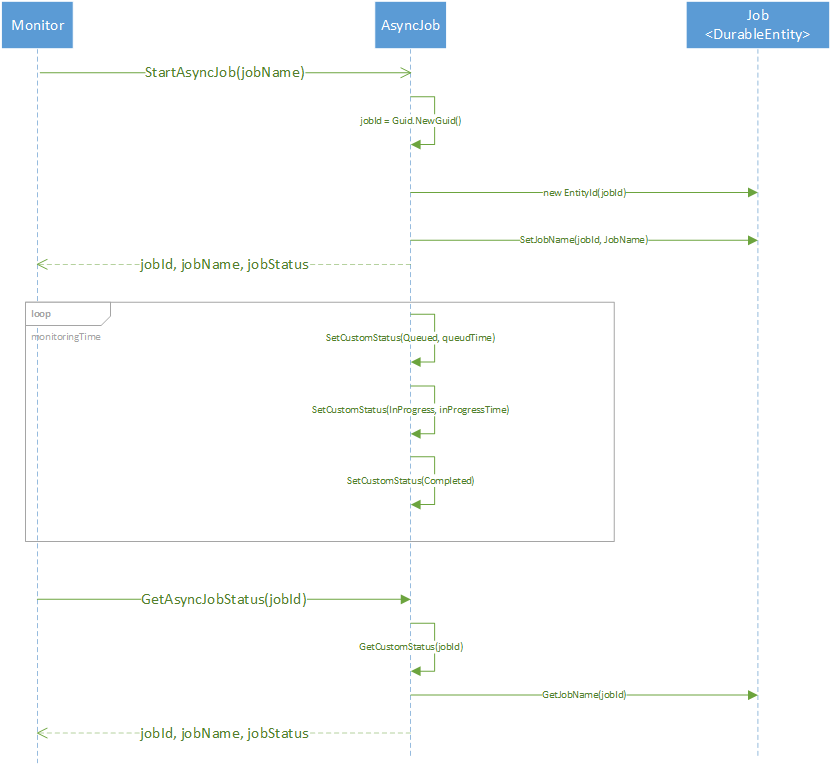 Monitor
AsyncJob
Job
<DurableEntity>
StartAsyncJob(jobName)
jobId = Guid.NewGuid()
new EntityId(jobId)
SetJobName(jobId, JobName)
jobId, jobName, jobStatus
loop
monitoringTime
SetCustomStatus(Queued, queudTime)
SetCustomStatus(InProgress, inProgressTime)
SetCustomStatus(Completed)
GetAsyncJobStatus(jobId)
GetCustomStatus(jobId)
GetJobName(jobId)
jobId, jobName, jobStatus